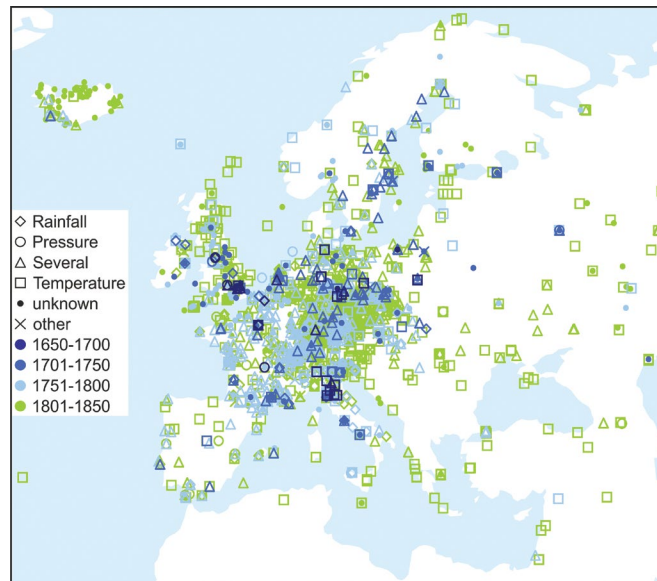 Rainfall
Pressure
Several
Temperature
unknown
other
1650-1700
1701-1750
1751-1800
1801-1850